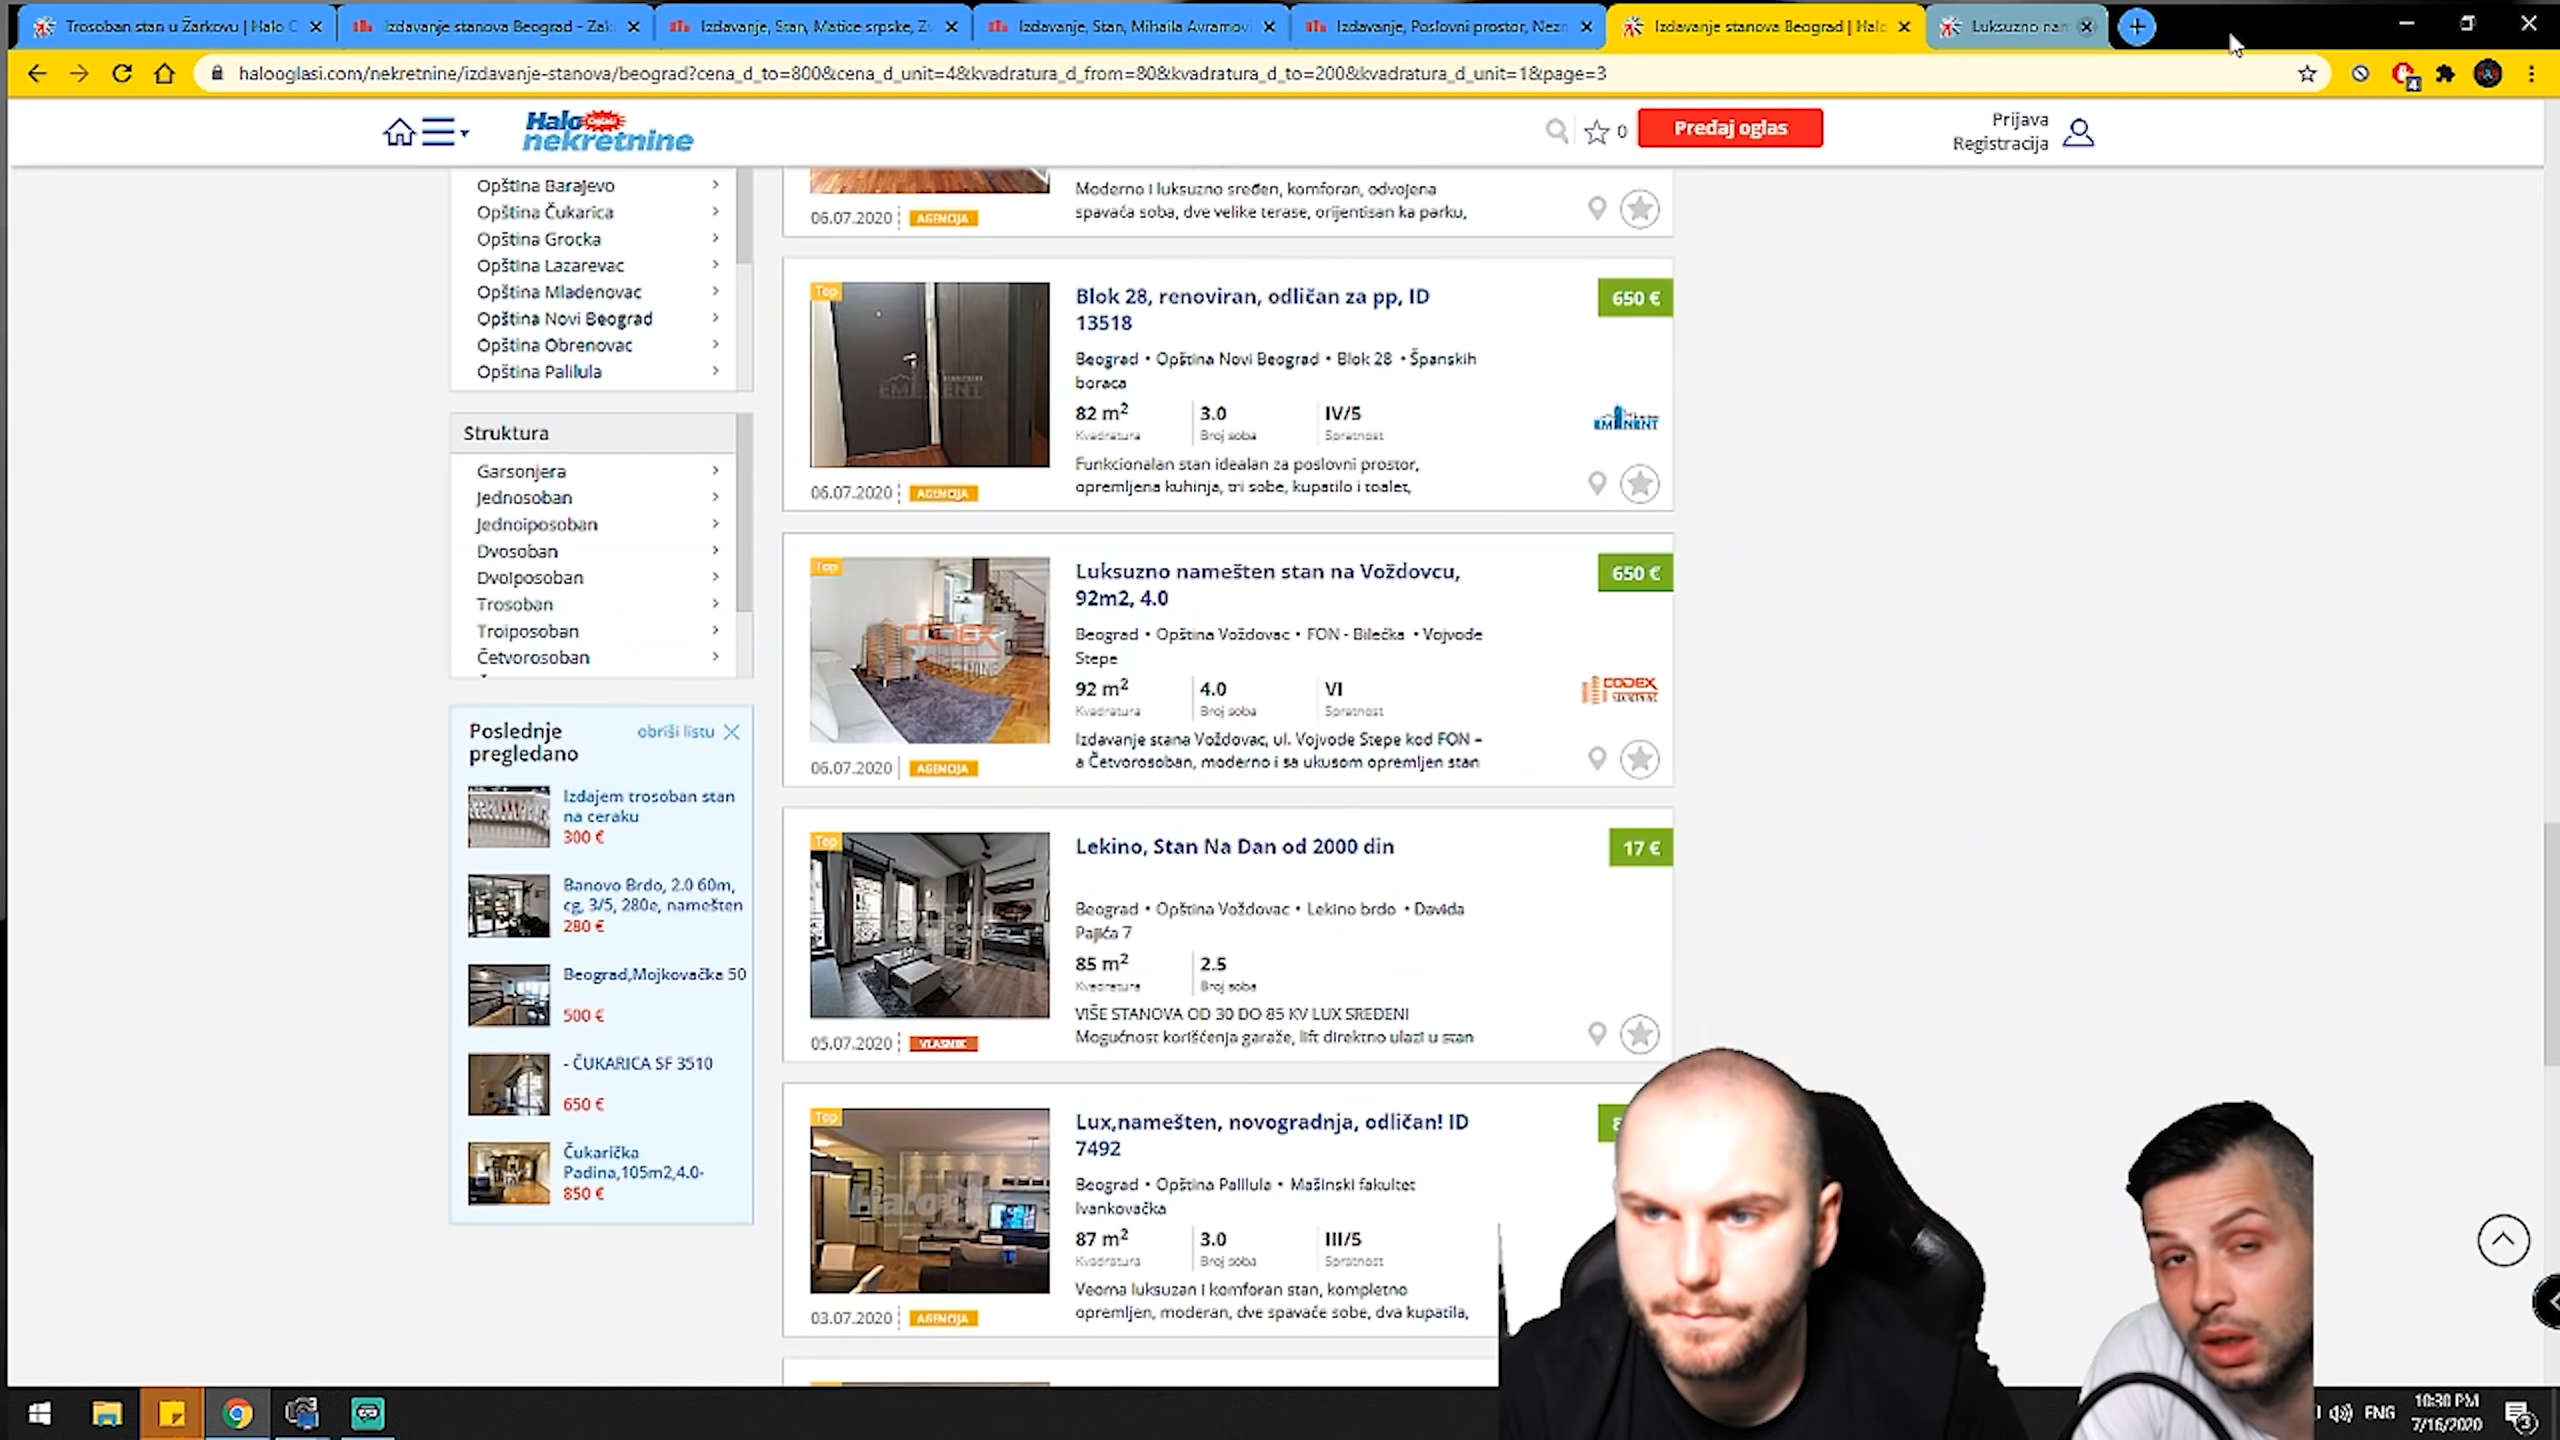 Trosoban stan u Žarkovu | Halo O
Izdavanje stanova Beograd - Zak
Izdavanje, Stan, Matice srpske, Zv
Izdavanje, Stan, Mihaila Avramovi
Izdavanje, Poslovni prostor, Nezn
Izdavanje stanova Beograd | Halo
Luksuzno nam
halooglasi.com/nekretnine/izdavanje-stanova/beograd?cena_d_to=800&cena_d_unit=4&kvadratura_d_from=80&kvadratura_d_to=200&kvadratura_d_unit=1&page=3
4
Halo oglasi
nekretnine
0
Predaj oglas
Prijava
Registracija
Opština Barajevo
Opština Čukarica
Opština Grocka
Opština Lazarevac
Opština Mladenovac
Opština Novi Beograd
Opština Obrenovac
Opština Palilula
Struktura
Garsonjera
Jednosoban
Jednoiposoban
Dvosoban
Dvoiposoban
Trosoban
Troiposoban
Četvorosoban
Poslednje
pregledano
obriši listu
Izdajem trosoban stan
na ceraku
300 €
Banovo Brdo, 2.0 60m,
cg, 3/5, 280e, namešten
280 €
Beograd,Mojkovačka 50
500 €
- ČUKARICA SF 3510
650 €
Čukarička
Padina,105m2,4.0-
850 €
Moderno i luksuzno sređen, komforan, odvojena
spavaća soba, dve velike terase, orijentisan ka parku,
06.07.2020 AGENCIJA
Top
Blok 28, renoviran, odličan za pp, ID
13518
650 €
Beograd • Opština Novi Beograd • Blok 28 • Španskih
boraca
82 m² 3.0 IV/5
Kvadratura Broj soba Spratnost
EMINENT
EMINENT
Funkcionalan stan idealan za poslovni prostor,
opremljena kuhinja, tri sobe, kupatilo i toalet,
06.07.2020 AGENCIJA
Top
Luksuzno namešten stan na Voždovcu,
92m2, 4.0
650 €
Beograd • Opština Voždovac • FON - Bilećka • Vojvode
Stepe
92 m² 4.0 VI
Kvadratura Broj soba Spratnost
CODEX
NEKRETNINE
CODEX
NEKRETNINE
Izdavanje stana Voždovac, ul. Vojvode Stepe kod FON –
a Četvorosoban, moderno i sa ukusom opremljen stan
06.07.2020 AGENCIJA
Top
Lekino, Stan Na Dan od 2000 din
17 €
Beograd • Opština Voždovac • Lekino brdo • Davida
Pajića 7
85 m² 2.5
Kvadratura Broj soba
VIŠE STANOVA OD 30 DO 85 KV LUX SREĐENI
Mogućnost korišćenja garaže, lift direktno ulazi u stan
05.07.2020 VLASNIK
Top
Lux,namešten, novogradnja, odličan! ID
7492
Beograd • Opština Palilula • Mašinski fakultet
Ivankovačka
87 m² 3.0 III/5
Kvadratura Broj soba Spratnost
Halo
Veoma luksuzan i komforan stan, kompletno
opremljen, moderan, dve spavaće sobe, dva kupatila,
03.07.2020 AGENCIJA
ENG
10:30 PM
7/16/2020
3